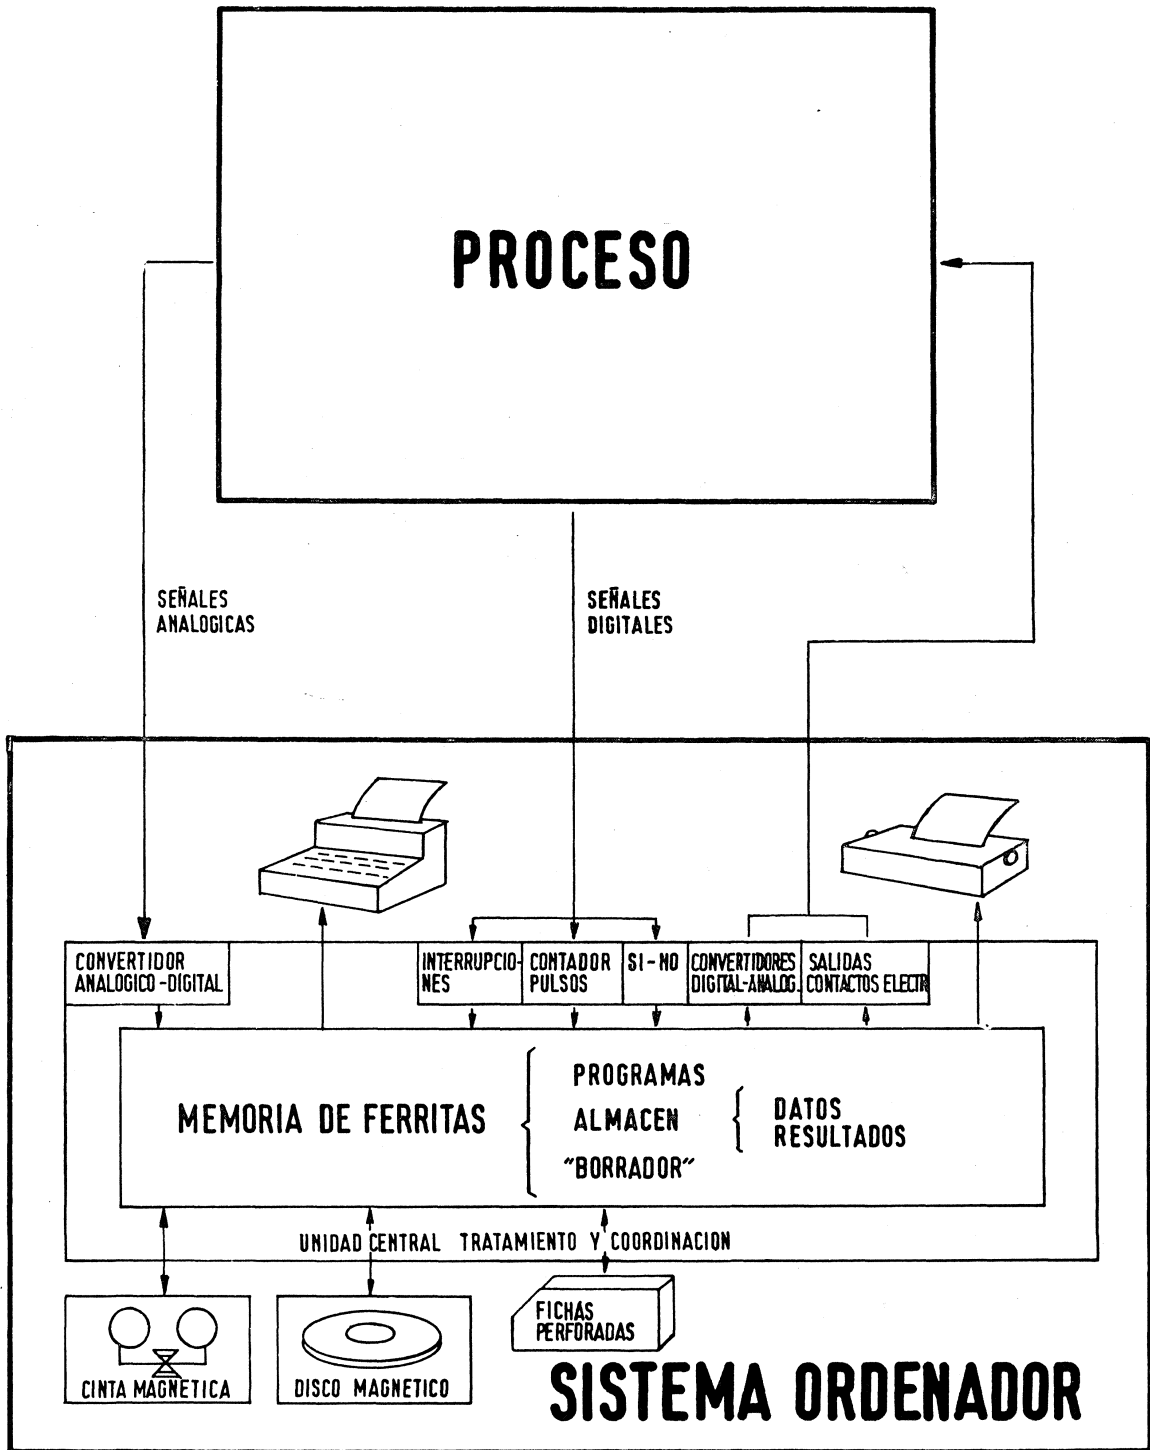 PROCESO
SEÑALES
ANALOGICAS
SEÑALES
DIGITALES
CONVERTIDOR
ANALOGICO-DIGITAL
INTERRUPCIO-
NES
CONTADOR
PULSOS
SI-NO
CONVERTIDORES
DIGITAL-ANALOG.
SALIDAS
CONTACTOS ELECTR
MEMORIA DE FERRITAS
PROGRAMAS
ALMACEN
"BORRADOR"
DATOS
RESULTADOS
UNIDAD CENTRAL TRATAMIENTO Y COORDINACION
CINTA MAGNETICA
DISCO MAGNETICO
FICHAS
PERFORADAS
SISTEMA ORDENADOR